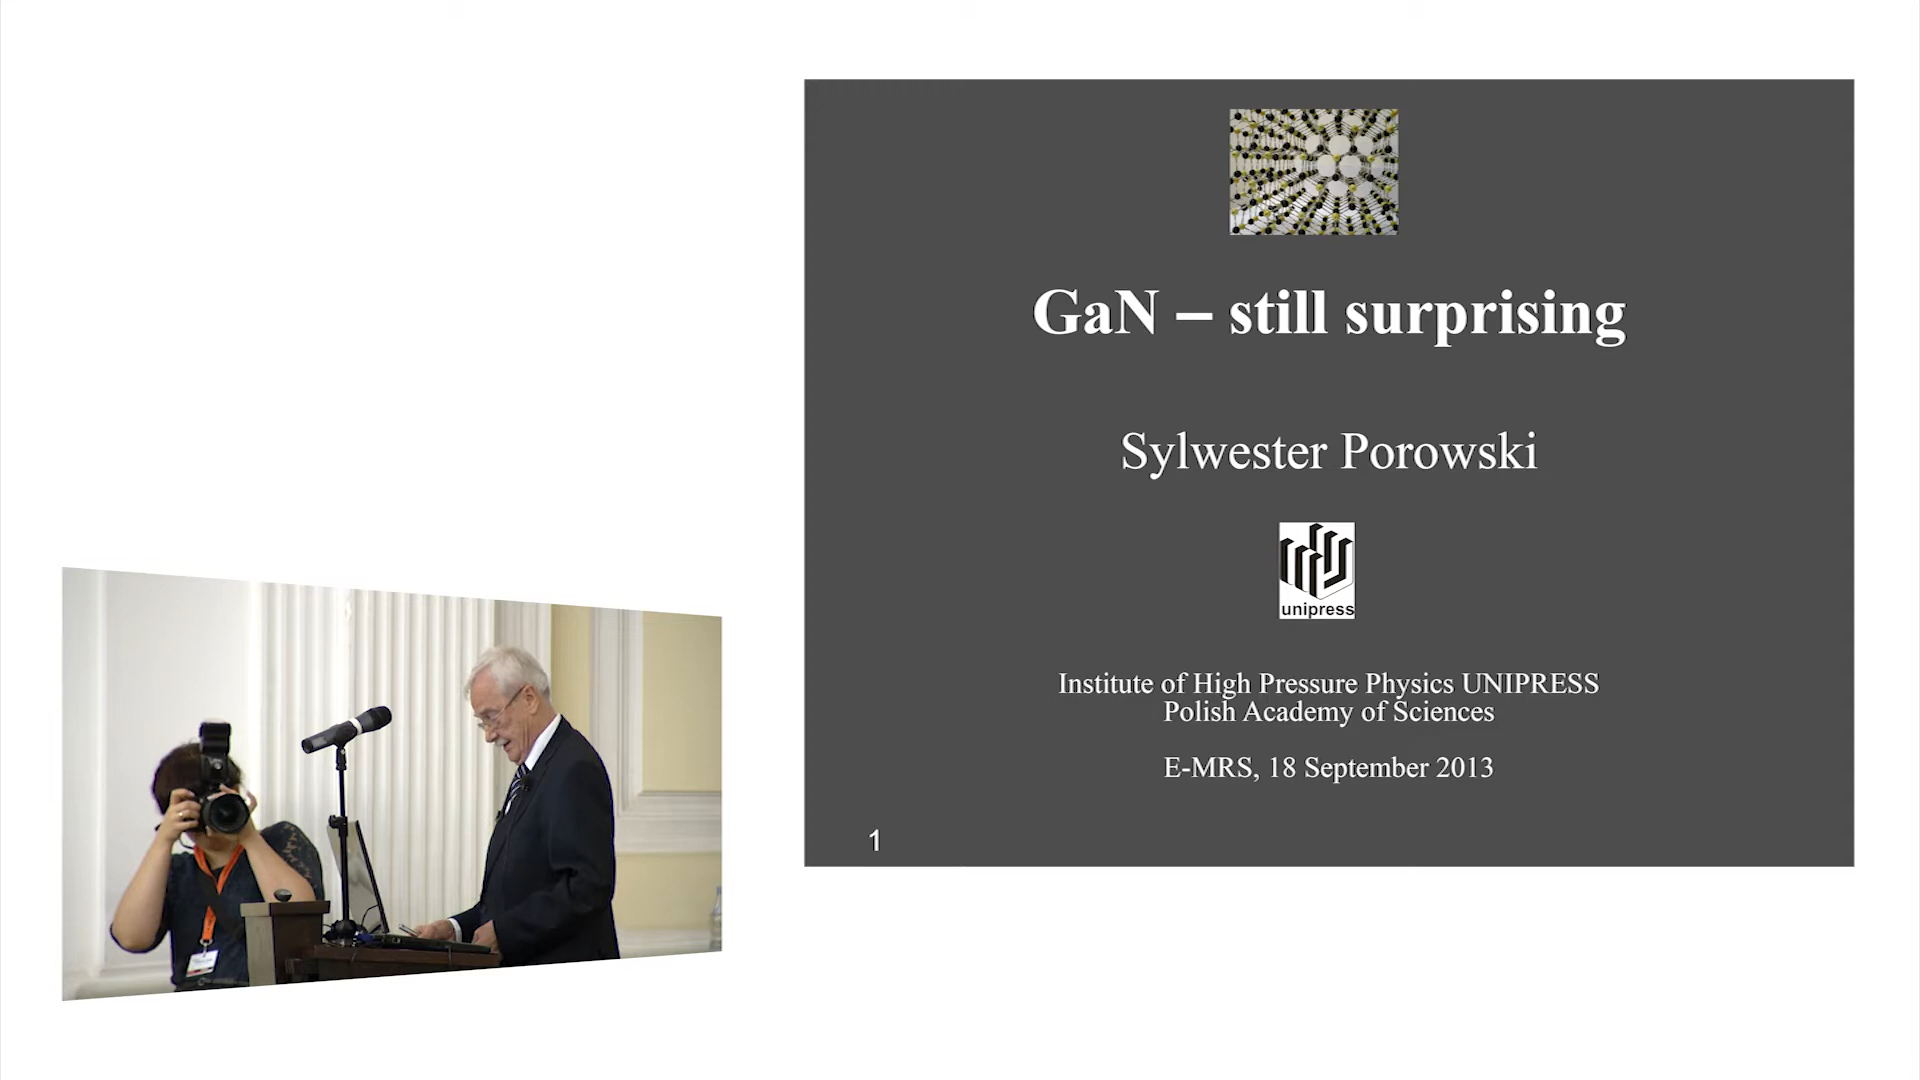 GaN – still surprising
Sylwester Porowski
unipress
Institute of High Pressure Physics UNIPRESS
Polish Academy of Sciences
E-MRS, 18 September 2013
1